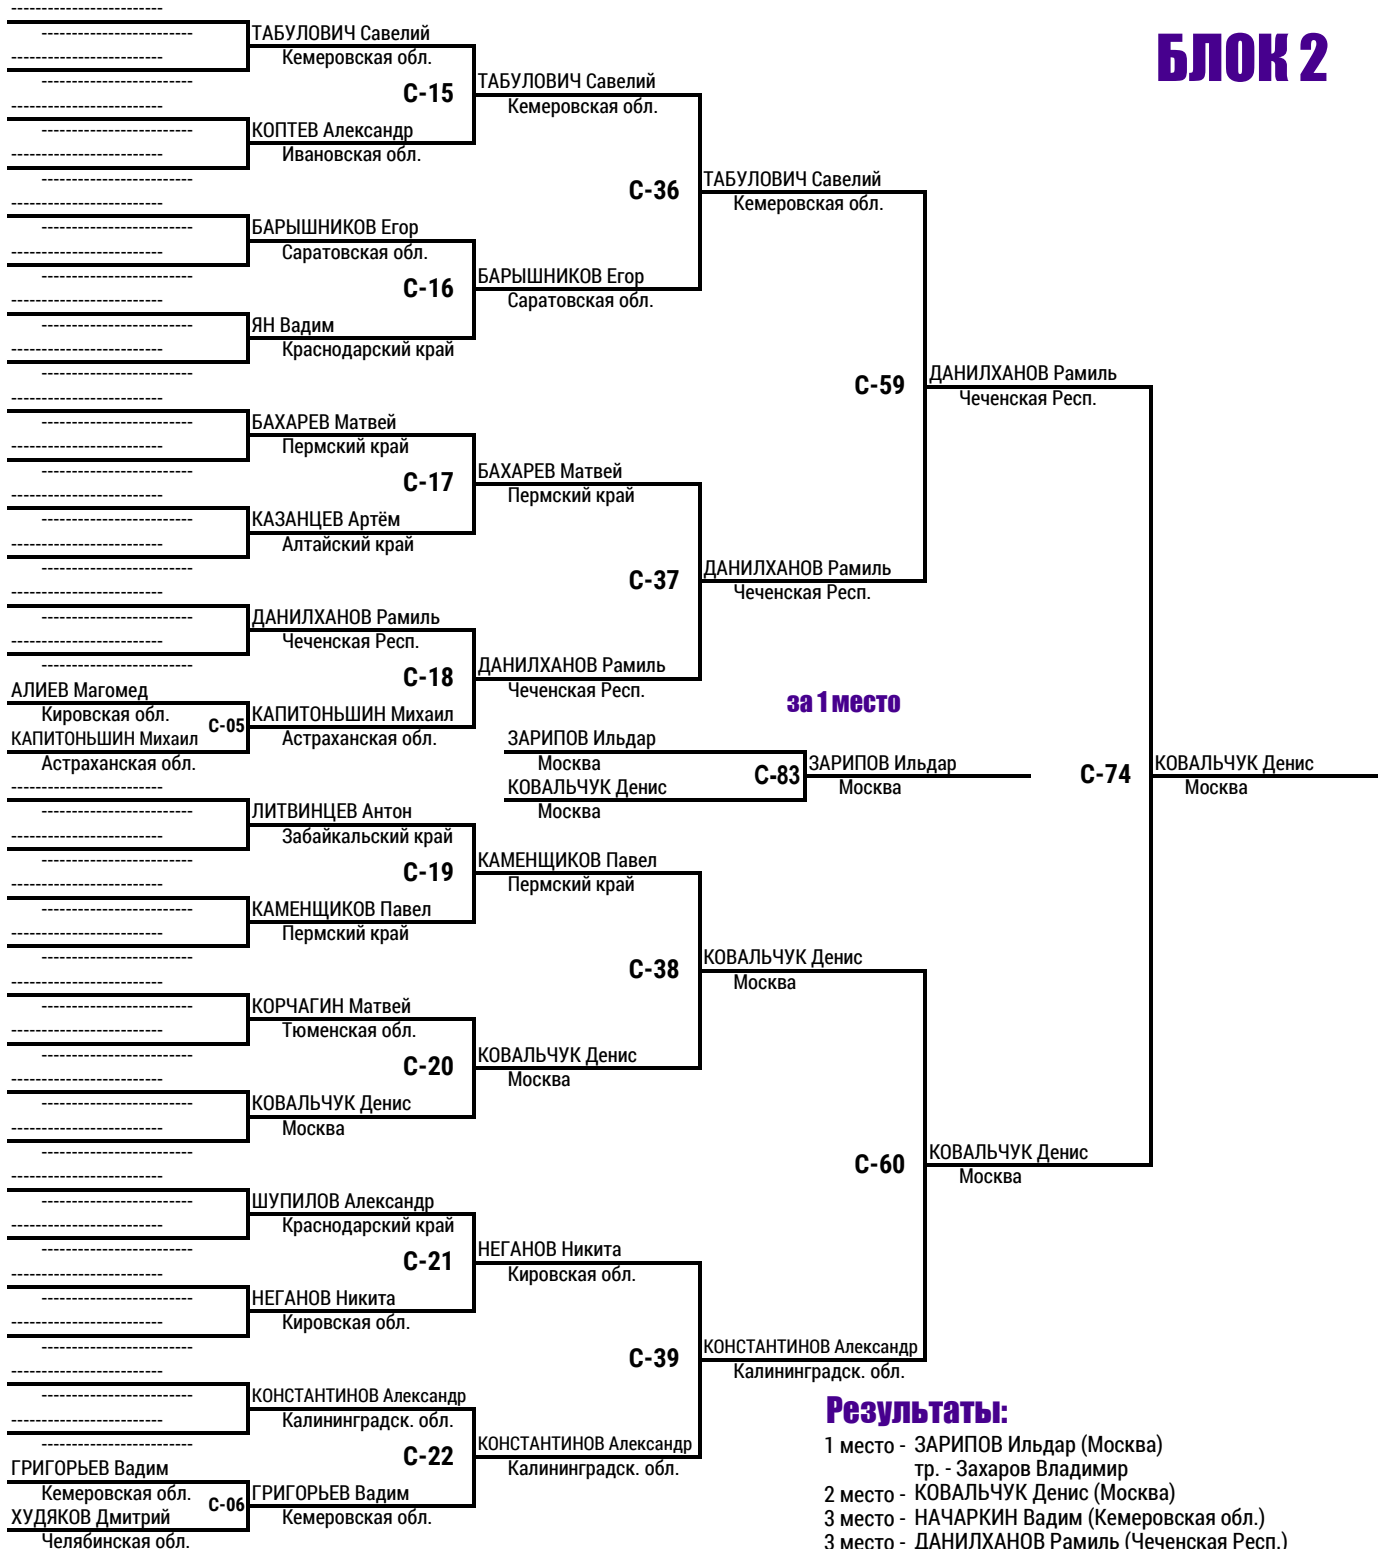 БЛОК 2
ТАБУЛОВИЧ Савелий
Кемеровская обл.
С-15
КОПТЕВ Александр
Ивановская обл.
ТАБУЛОВИЧ Савелий
Кемеровская обл.
С-36
БАРЫШНИКОВ Егор
Саратовская обл.
С-16
ЯН Вадим
Краснодарский край
БАРЫШНИКОВ Егор
Саратовская обл.
ТАБУЛОВИЧ Савелий
Кемеровская обл.
С-59
БАХАРЕВ Матвей
Пермский край
С-17
КАЗАНЦЕВ Артём
Алтайский край
БАХАРЕВ Матвей
Пермский край
С-37
ДАНИЛХАНОВ Рамиль
Чеченская Респ.
С-18
АЛИЕВ Магомед
Кировская обл.
С-05
КАПИТОНЬШИН Михаил
Астраханская обл.
КАПИТОНЬШИН Михаил
Астраханская обл.
ДАНИЛХАНОВ Рамиль
Чеченская Респ.
ДАНИЛХАНОВ Рамиль
Чеченская Респ.
ДАНИЛХАНОВ Рамиль
Чеченская Респ.
за 1 место
ЗАРИПОВ Ильдар
Москва
С-83
КОВАЛЬЧУК Денис
Москва
ЗАРИПОВ Ильдар
Москва
С-74
КОВАЛЬЧУК Денис
Москва
ЛИТВИНЦЕВ Антон
Забайкальский край
С-19
КАМЕНЩИКОВ Павел
Пермский край
КАМЕНЩИКОВ Павел
Пермский край
С-38
КОРЧАГИН Матвей
Тюменская обл.
С-20
КОВАЛЬЧУК Денис
Москва
КОВАЛЬЧУК Денис
Москва
КОВАЛЬЧУК Денис
Москва
С-60
КОВАЛЬЧУК Денис
Москва
ШУПИЛОВ Александр
Краснодарский край
С-21
НЕГАНОВ Никита
Кировская обл.
НЕГАНОВ Никита
Кировская обл.
С-39
КОНСТАНТИНОВ Александр
Калининградск. обл.
КОНСТАНТИНОВ Александр
Калининградск. обл.
С-22
КОНСТАНТИНОВ Александр
Калининградск. обл.
ГРИГОРЬЕВ Вадим
Кемеровская обл.
С-06
ХУДЯКОВ Дмитрий
Челябинская обл.
ГРИГОРЬЕВ Вадим
Кемеровская обл.
Результаты:
1 место - ЗАРИПОВ Ильдар (Москва)
тр. - Захаров Владимир
2 место - КОВАЛЬЧУК Денис (Москва)
3 место - НАЧАРКИН Вадим (Кемеровская обл.)
3 место - ДАНИЛХАНОВ Рамиль (Чеченская Респ.)